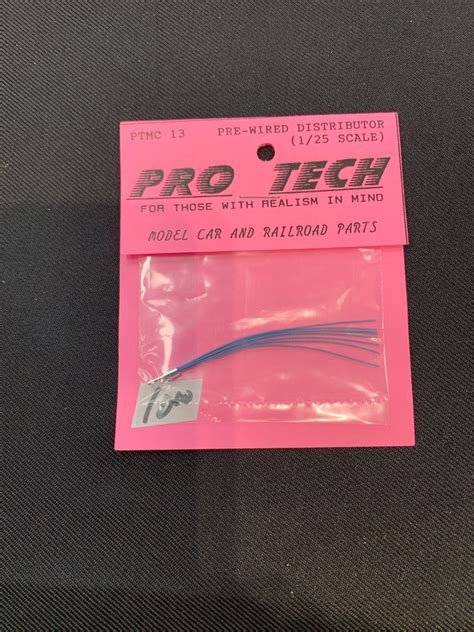 PTMC 13 PRE-WIRED DISTRIBUTOR
(1/25 SCALE)
PRO TECH
FOR THOSE WITH REALISM IN MIND
MODEL CAR AND RAILROAD PARTS